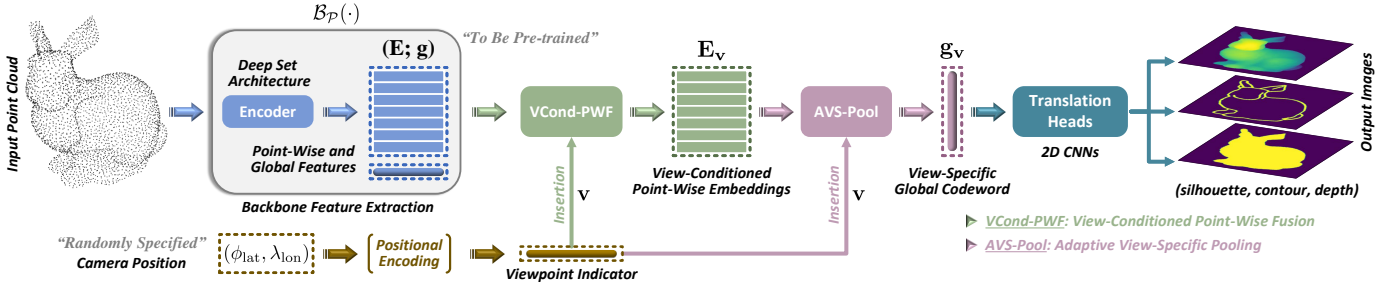 Input Point Cloud
𝓑_𝓟(·)
"To Be Pre-trained"
Deep Set
Architecture
Encoder
(E; g)
Point-Wise and
Global Features
Backbone Feature Extraction
VCond-PWF
E_v
View-Conditioned
Point-Wise Embeddings
AVS-Pool
g_v
View-Specific
Global Codeword
Translation
Heads
2D CNNs
Output Images
(silhouette, contour, depth)
Insertion
v
Insertion
v
"Randomly Specified"
Camera Position
(ϕ_lat, λ_lon)
Positional
Encoding
Viewpoint Indicator
VCond-PWF: View-Conditioned Point-Wise Fusion
AVS-Pool: Adaptive View-Specific Pooling